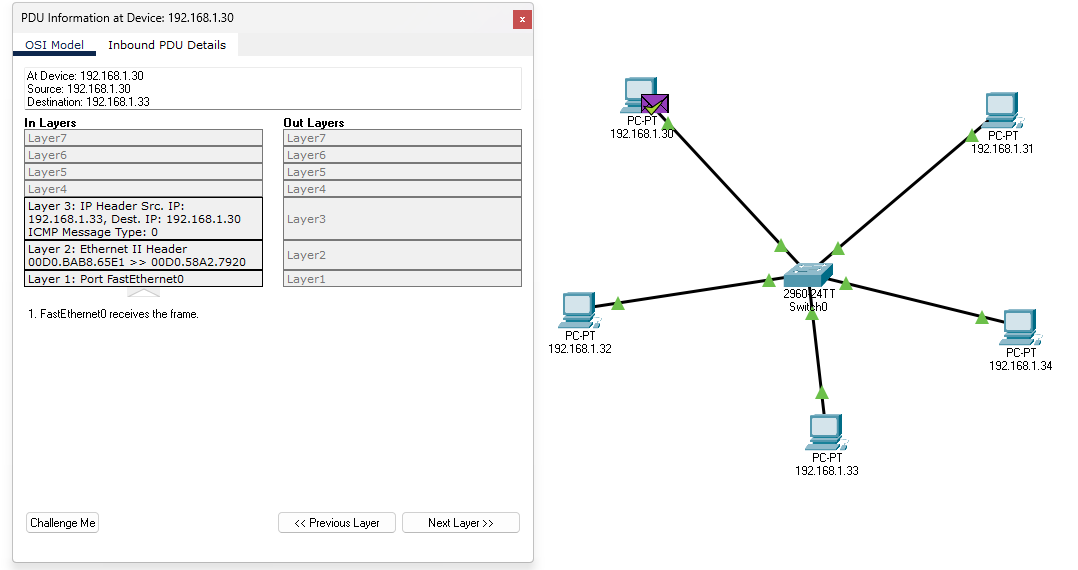 PDU Information at Device: 192.168.1.30
x
OSI Model
Inbound PDU Details
At Device: 192.168.1.30
Source: 192.168.1.30
Destination: 192.168.1.33
In Layers
Layer7
Layer6
Layer5
Layer4
Layer 3: IP Header Src. IP:
192.168.1.33, Dest. IP: 192.168.1.30
ICMP Message Type: 0
Layer 2: Ethernet II Header
00D0.BAB8.65E1 >> 00D0.58A2.7920
Layer 1: Port FastEthernet0
Out Layers
Layer7
Layer6
Layer5
Layer4
Layer3
Layer2
Layer1
1. FastEthernet0 receives the frame.
Challenge Me
<< Previous Layer
Next Layer >>
PC-PT
192.168.1.30
PC-PT
192.168.1.31
2960-24TT
Switch0
PC-PT
192.168.1.32
PC-PT
192.168.1.34
PC-PT
192.168.1.33